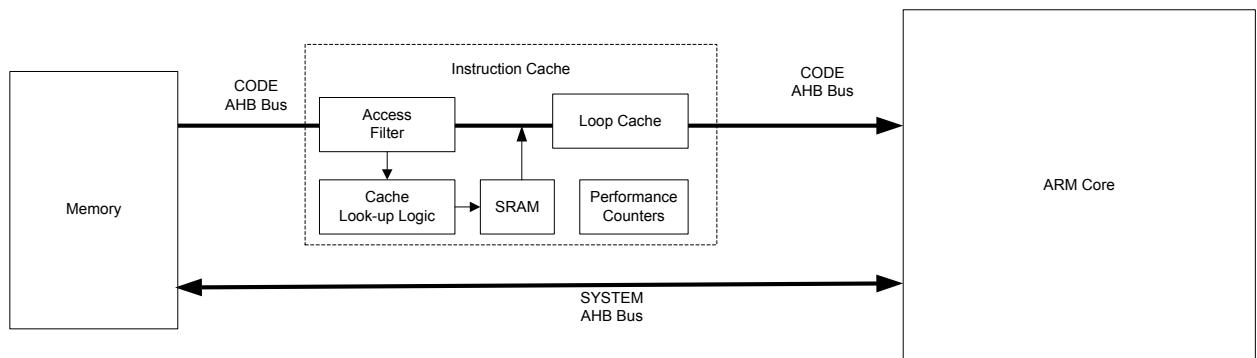 Instruction Cache
CODE
AHB Bus
CODE
AHB Bus
Access
Filter
Loop Cache
Memory
Cache
Look-up Logic
SRAM
Performance
Counters
ARM Core
SYSTEM
AHB Bus